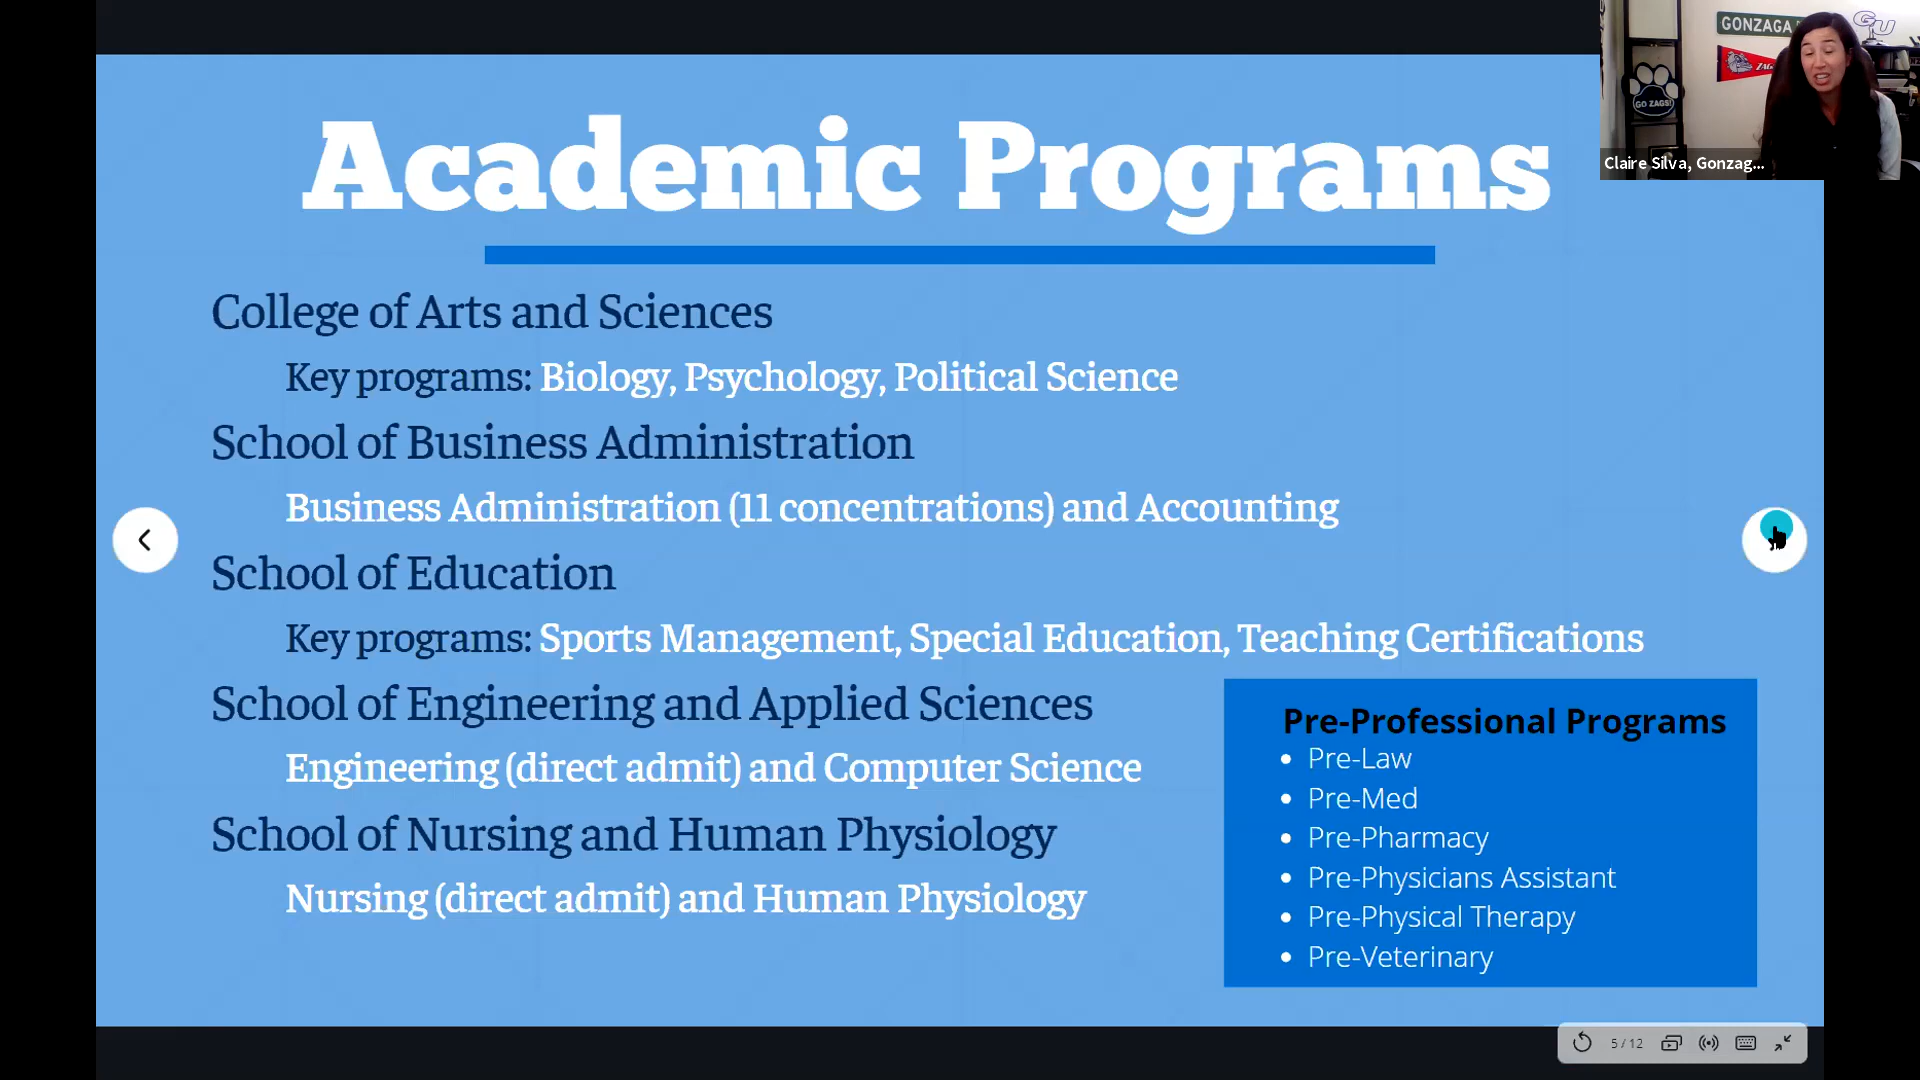 Academic Programs
College of Arts and Sciences
Key programs: Biology, Psychology, Political Science
School of Business Administration
Business Administration (11 concentrations) and Accounting
School of Education
Key programs: Sports Management, Special Education, Teaching Certifications
School of Engineering and Applied Sciences
Engineering (direct admit) and Computer Science
School of Nursing and Human Physiology
Nursing (direct admit) and Human Physiology
Pre-Professional Programs
Pre-Law
Pre-Med
Pre-Pharmacy
Pre-Physicians Assistant
Pre-Physical Therapy
Pre-Veterinary
GONZAGA
GU
GO ZAGS!
Claire Silva, Gonzag...
5 / 12